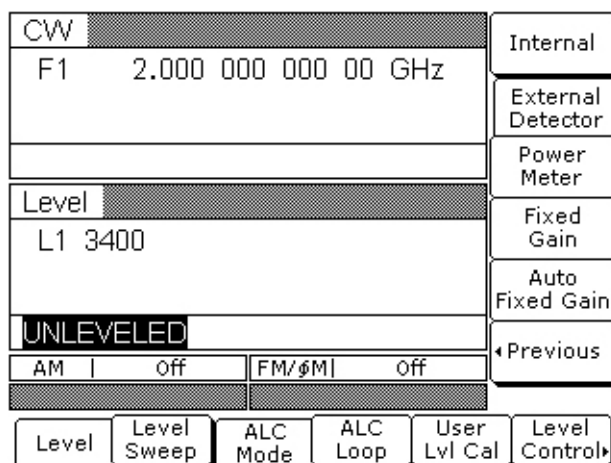 CW
F1 2.000 000 000 00 GHz
Level
L1 3400
UNLEVELED
AM | Off FM/ϕM| Off
Internal
External
Detector
Power
Meter
Fixed
Gain
Auto
Fixed Gain
◂Previous
Level
Level
Sweep
ALC
Mode
ALC
Loop
User
Lvl Cal
Level
Control▸